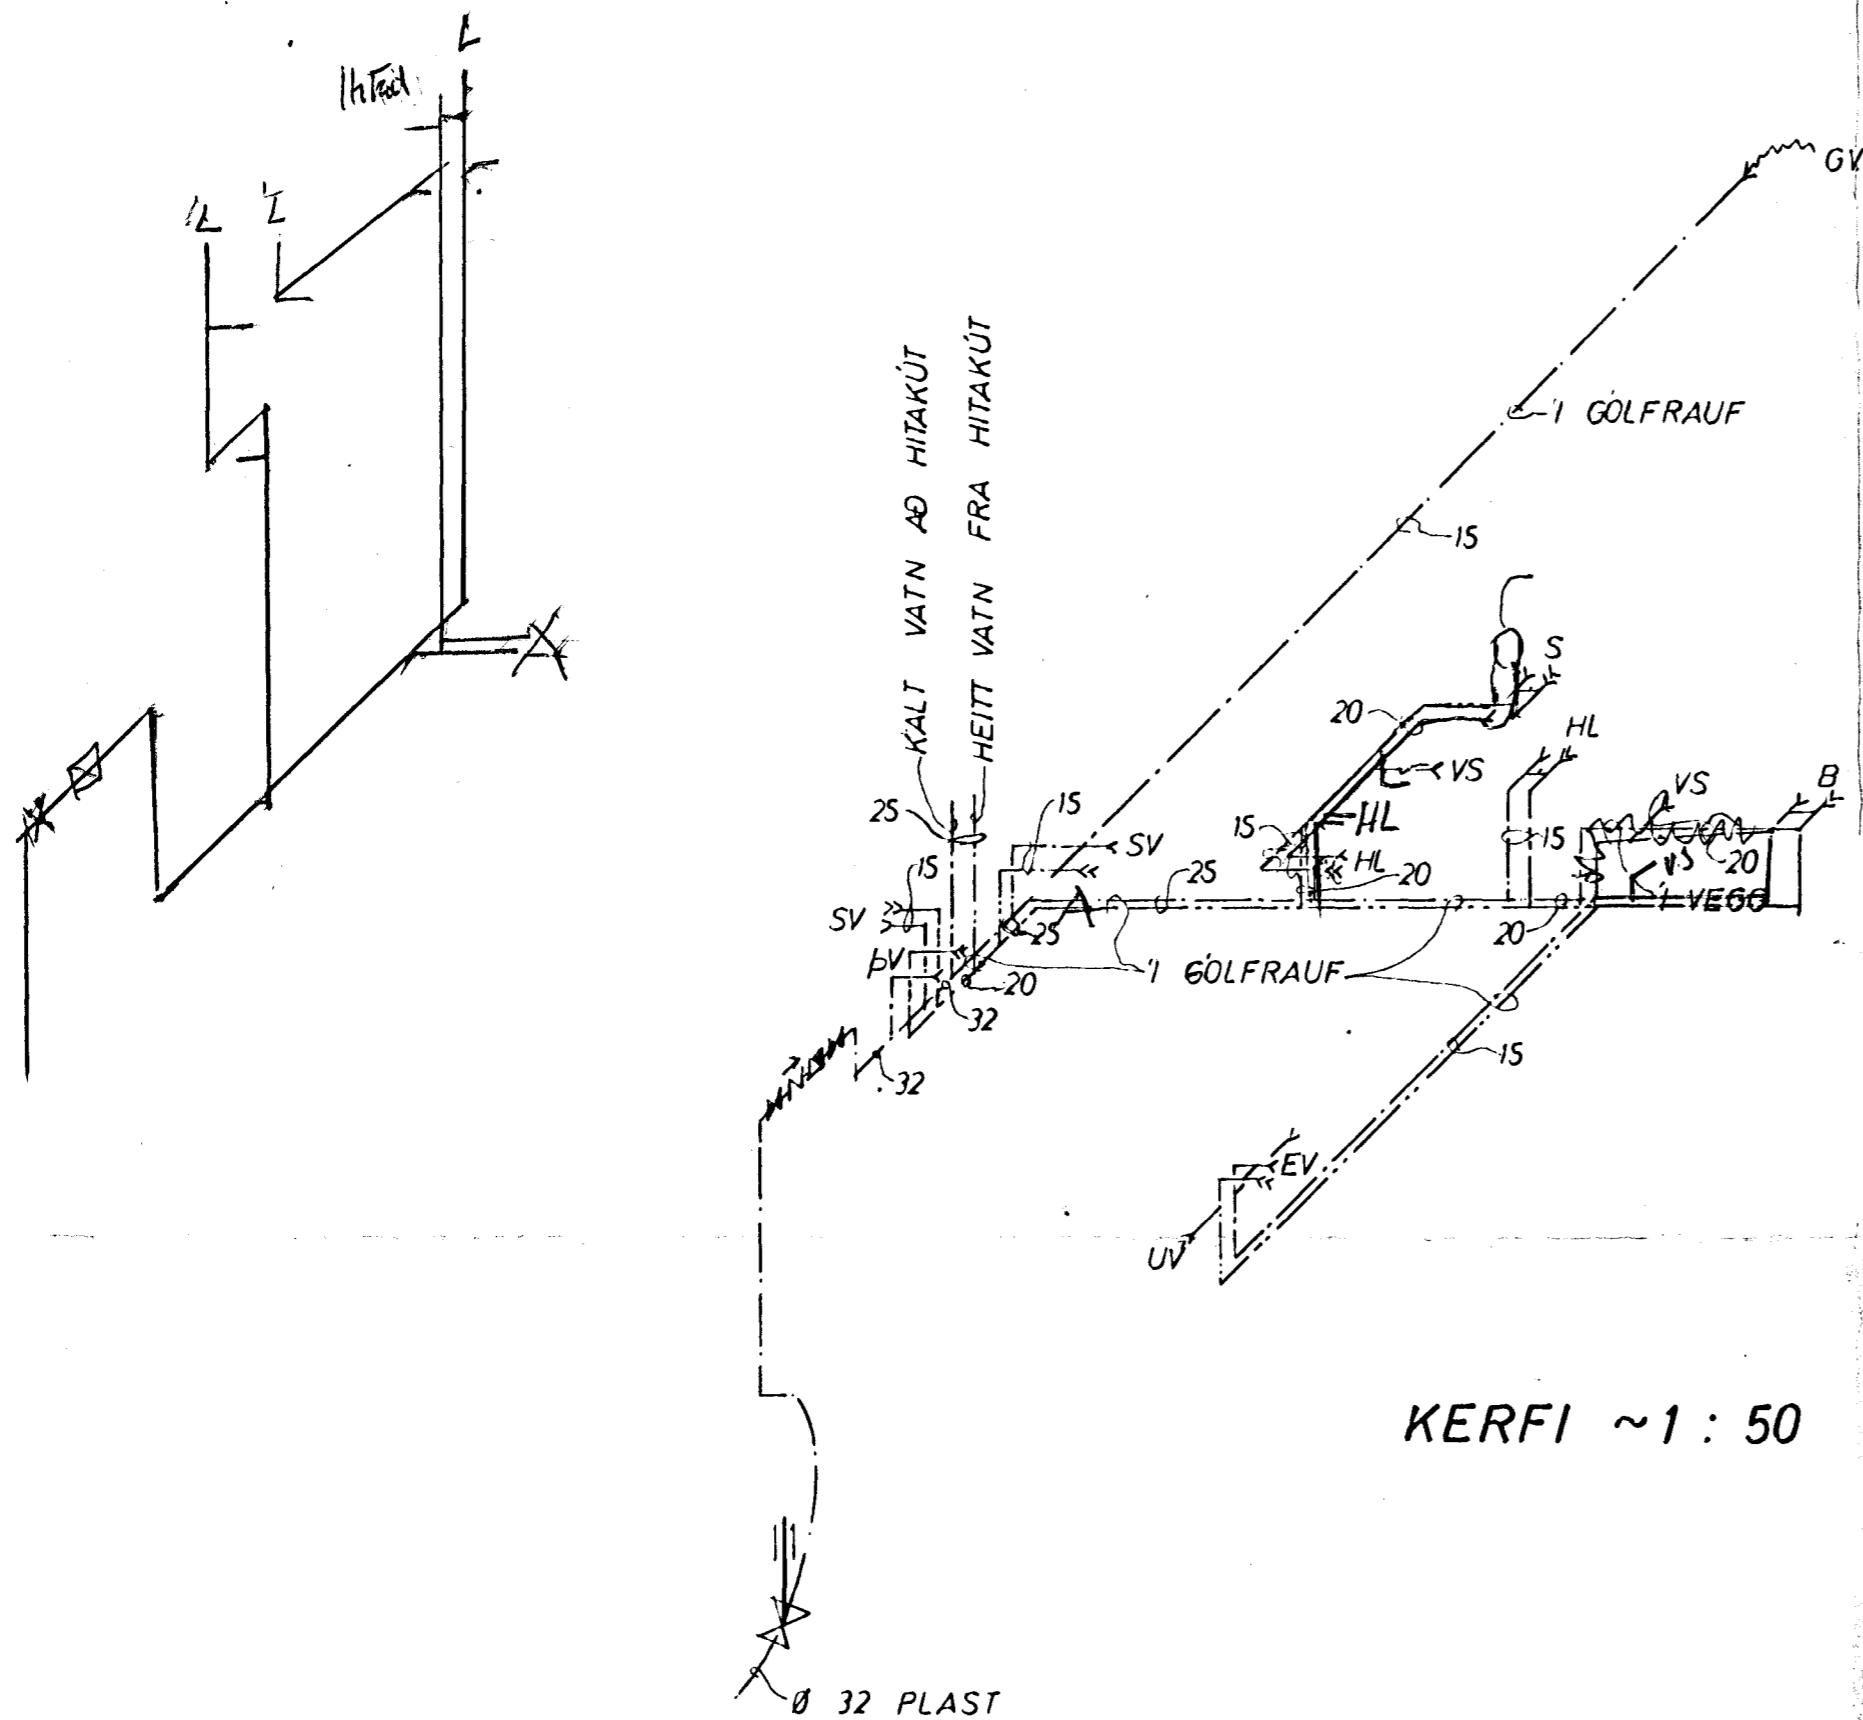 GV
Í GÓLFRAUF
15
KALT VATN AÐ HITAKÚT
HEITT VATN FRA HITAKÚT
S
20
HL
VS
VS
B
25
15
15
HL
15
SV
HL
20
VS
20
15
25
Í VEGG
SV
25
20
ÞV
Í GÓLFRAUF
20
32
32
15
EV
UV
KERFI ~1 : 50
Ø 32 PLAST